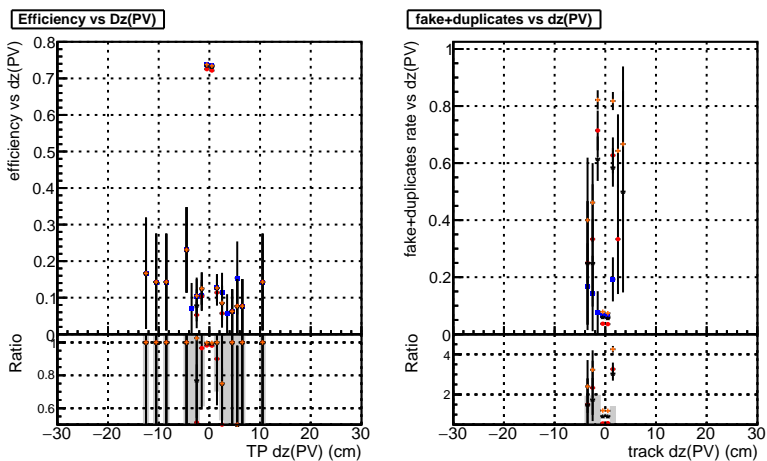 Efficiency vs Dz(PV)
fake+duplicates vs dz(PV)
efficiency vs dz(PV)
0.8
0.7
0.6
0.5
0.4
0.3
0.2
0.1
0
Ratio
1
0.8
0.6
−30 −20 −10 0 10 20 30
TP dz(PV) (cm)
fake+duplicates rate vs dz(PV)
1
0.8
0.6
0.4
0.2
0
Ratio
4
2
−30 −20 −10 0 10 20 30
track dz(PV) (cm)